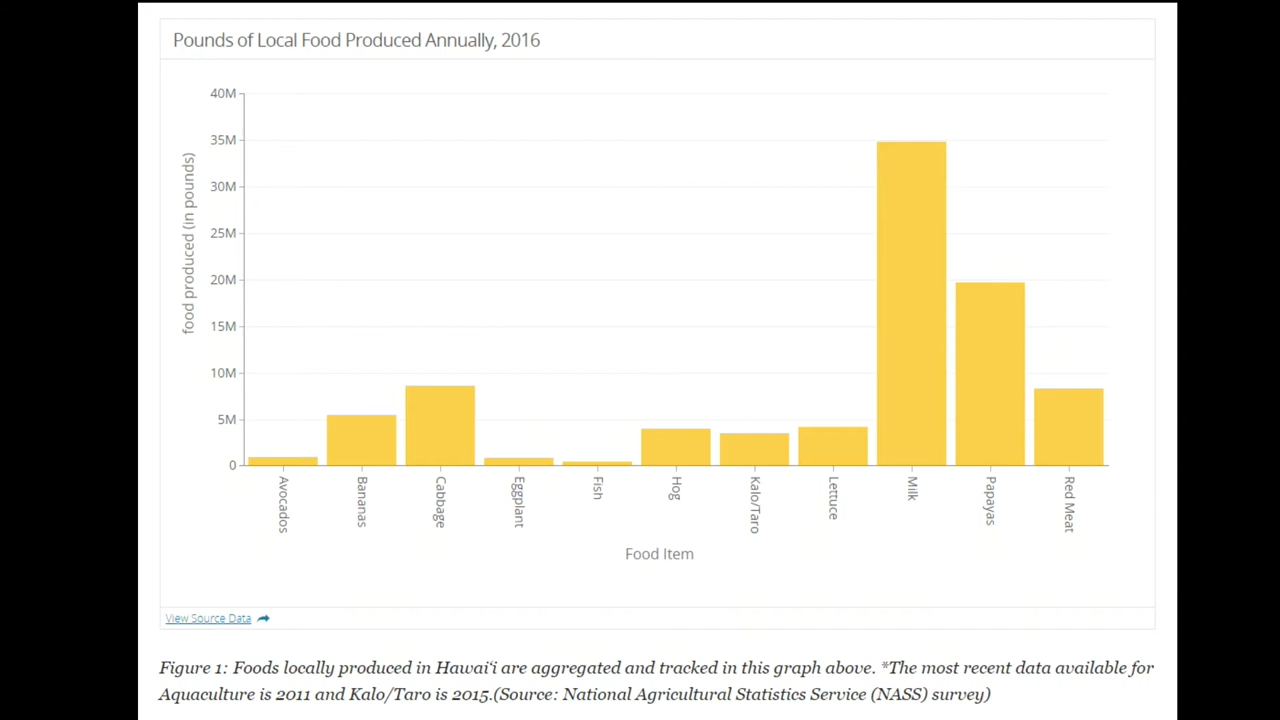 Pounds of Local Food Produced Annually, 2016
40M
35M
30M
25M
20M
15M
10M
5M
0
food produced (in pounds)
Avocados
Bananas
Cabbage
Eggplant
Fish
Hog
Kalo/Taro
Lettuce
Milk
Papayas
Red Meat
Food Item
View Source Data
Figure 1: Foods locally produced in Hawai‘i are aggregated and tracked in this graph above. *The most recent data available for
Aquaculture is 2011 and Kalo/Taro is 2015.(Source: National Agricultural Statistics Service (NASS) survey)